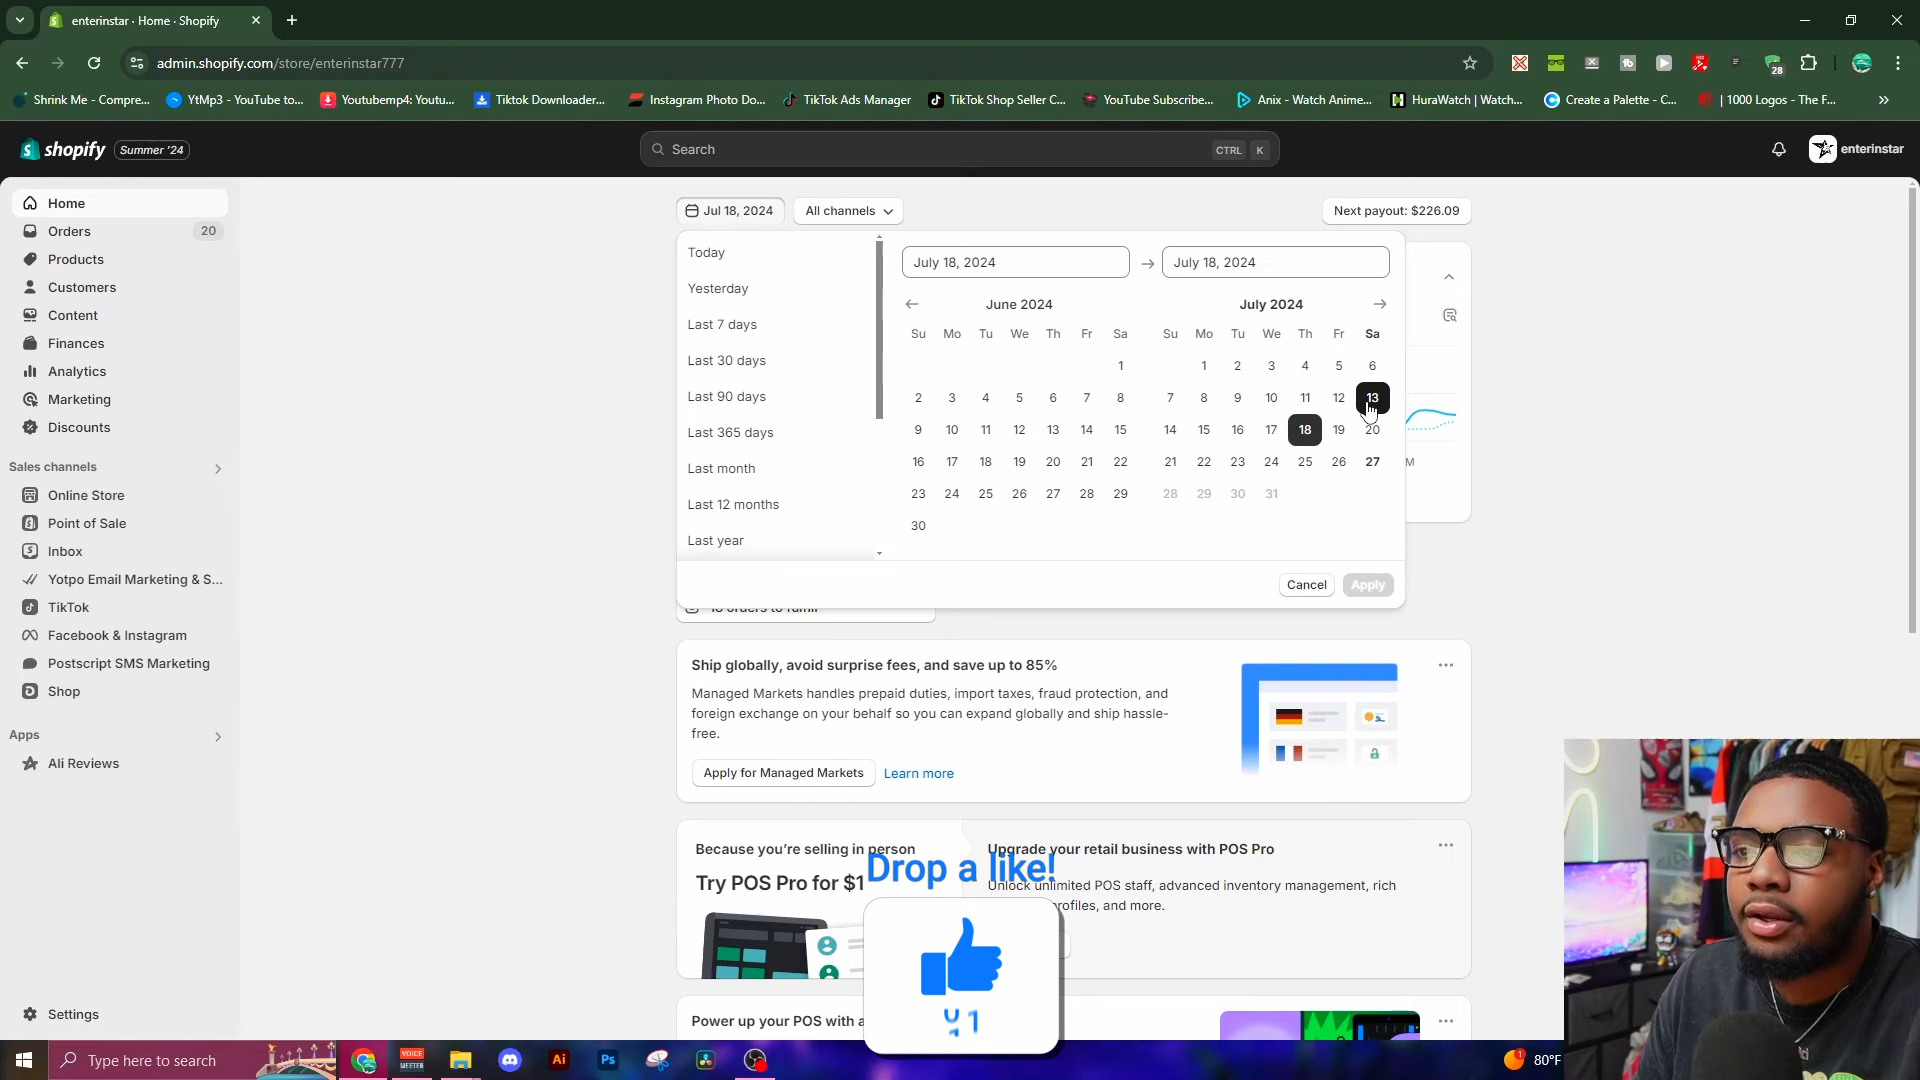 enterinstar · Home · Shopify
admin.shopify.com/store/enterinstar777
28
Shrink Me - Compre...
YtMp3 - YouTube to...
Youtubemp4: Youtu...
Tiktok Downloader...
Instagram Photo Do...
TikTok Ads Manager
TikTok Shop Seller C...
YouTube Subscribe...
Anix - Watch Anime...
HuraWatch | Watch...
Create a Palette - C...
| 1000 Logos - The F...
shopify
Summer '24
Search
CTRL K
enterinstar
Home
Orders 20
Products
Customers
Content
Finances
Analytics
Marketing
Discounts
Sales channels
Online Store
Point of Sale
Inbox
Yotpo Email Marketing & S...
TikTok
Facebook & Instagram
Postscript SMS Marketing
Shop
Apps
Ali Reviews
Settings
Jul 18, 2024
All channels
Next payout: $226.09
Today
Yesterday
Last 7 days
Last 30 days
Last 90 days
Last 365 days
Last month
Last 12 months
Last year
July 18, 2024
July 18, 2024
June 2024
Su Mo Tu We Th Fr Sa
1
2 3 4 5 6 7 8
9 10 11 12 13 14 15
16 17 18 19 20 21 22
23 24 25 26 27 28 29
30
July 2024
Su Mo Tu We Th Fr Sa
1 2 3 4 5 6
7 8 9 10 11 12 13
14 15 16 17 18 19 20
21 22 23 24 25 26 27
28 29 30 31
M
Cancel
Apply
Ship globally, avoid surprise fees, and save up to 85%
Managed Markets handles prepaid duties, import taxes, fraud protection, and
foreign exchange on your behalf so you can expand globally and ship hassle-
free.
Apply for Managed Markets
Learn more
Because you're selling in person
Try POS Pro for $1
Upgrade your retail business with POS Pro
Unlock unlimited POS staff, advanced inventory management, rich
profiles, and more.
Drop a like!
Power up your POS with a
Type here to search
VOICE
MEETER
Ai
Ps
1
80°F